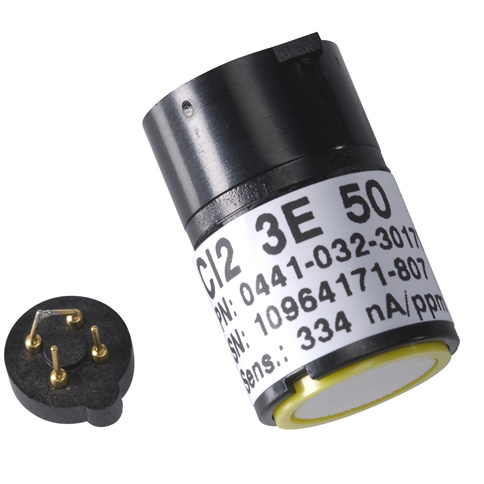 Cl2 3E 50
PN: 0441-032-3017
SN: 10964171-807
Sens.: 334 nA/ppm